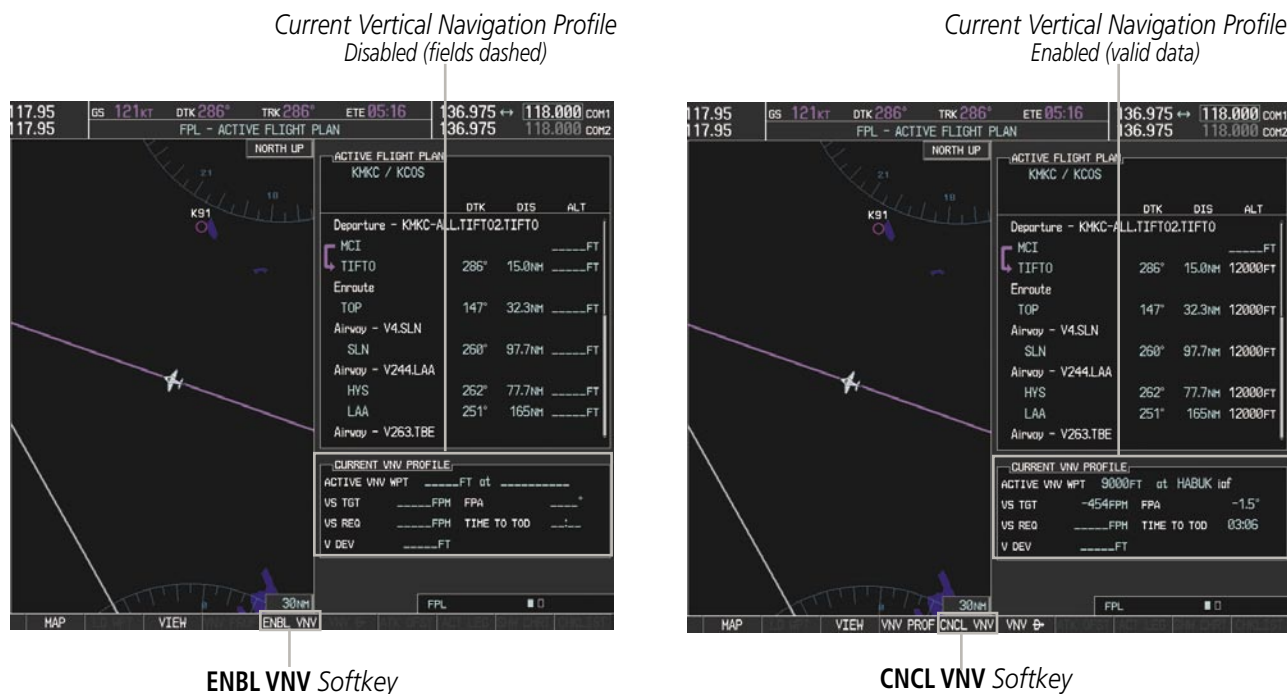 Current Vertical Navigation Profile
Disabled (fields dashed)
117.95 GS 121KT DTK 286° TRK 286° ETE 05:16 136.975 ↔ 118.000 COM1
117.95 FPL - ACTIVE FLIGHT PLAN 136.975 118.000 COM2
NORTH UP
21
18
K91
ACTIVE FLIGHT PLAN
KMKC / KCOS
DTK DIS ALT
Departure - KMKC-ALL.TIFTO2.TIFTO
MCI _____FT
TIFTO 286° 15.0NM _____FT
Enroute
TOP 147° 32.3NM _____FT
Airway - V4.SLN
SLN 260° 97.7NM _____FT
Airway - V244.LAA
HYS 262° 77.7NM _____FT
LAA 251° 165NM _____FT
Airway - V263.TBE
CURRENT VNV PROFILE
ACTIVE VNV WPT _____FT at __________
VS TGT _____FPM FPA ____°
VS REQ _____FPM TIME TO TOD __:__
V DEV _____FT
30NM
FPL
MAP VIEW ENBL VNV
ENBL VNV Softkey
Current Vertical Navigation Profile
Enabled (valid data)
117.95 GS 121KT DTK 286° TRK 286° ETE 05:16 136.975 ↔ 118.000 COM1
117.95 FPL - ACTIVE FLIGHT PLAN 136.975 118.000 COM2
NORTH UP
21
18
K91
ACTIVE FLIGHT PLAN
KMKC / KCOS
DTK DIS ALT
Departure - KMKC-ALL.TIFTO2.TIFTO
MCI _____FT
TIFTO 286° 15.0NM 12000FT
Enroute
TOP 147° 32.3NM 12000FT
Airway - V4.SLN
SLN 260° 97.7NM 12000FT
Airway - V244.LAA
HYS 262° 77.7NM 12000FT
LAA 251° 165NM 12000FT
Airway - V263.TBE
CURRENT VNV PROFILE
ACTIVE VNV WPT 9000FT at HABUK iaf
VS TGT -454FPM FPA -1.5°
VS REQ _____FPM TIME TO TOD 03:06
V DEV _____FT
30NM
FPL
MAP VIEW VNV PROF CNCL VNV VNV
CNCL VNV Softkey